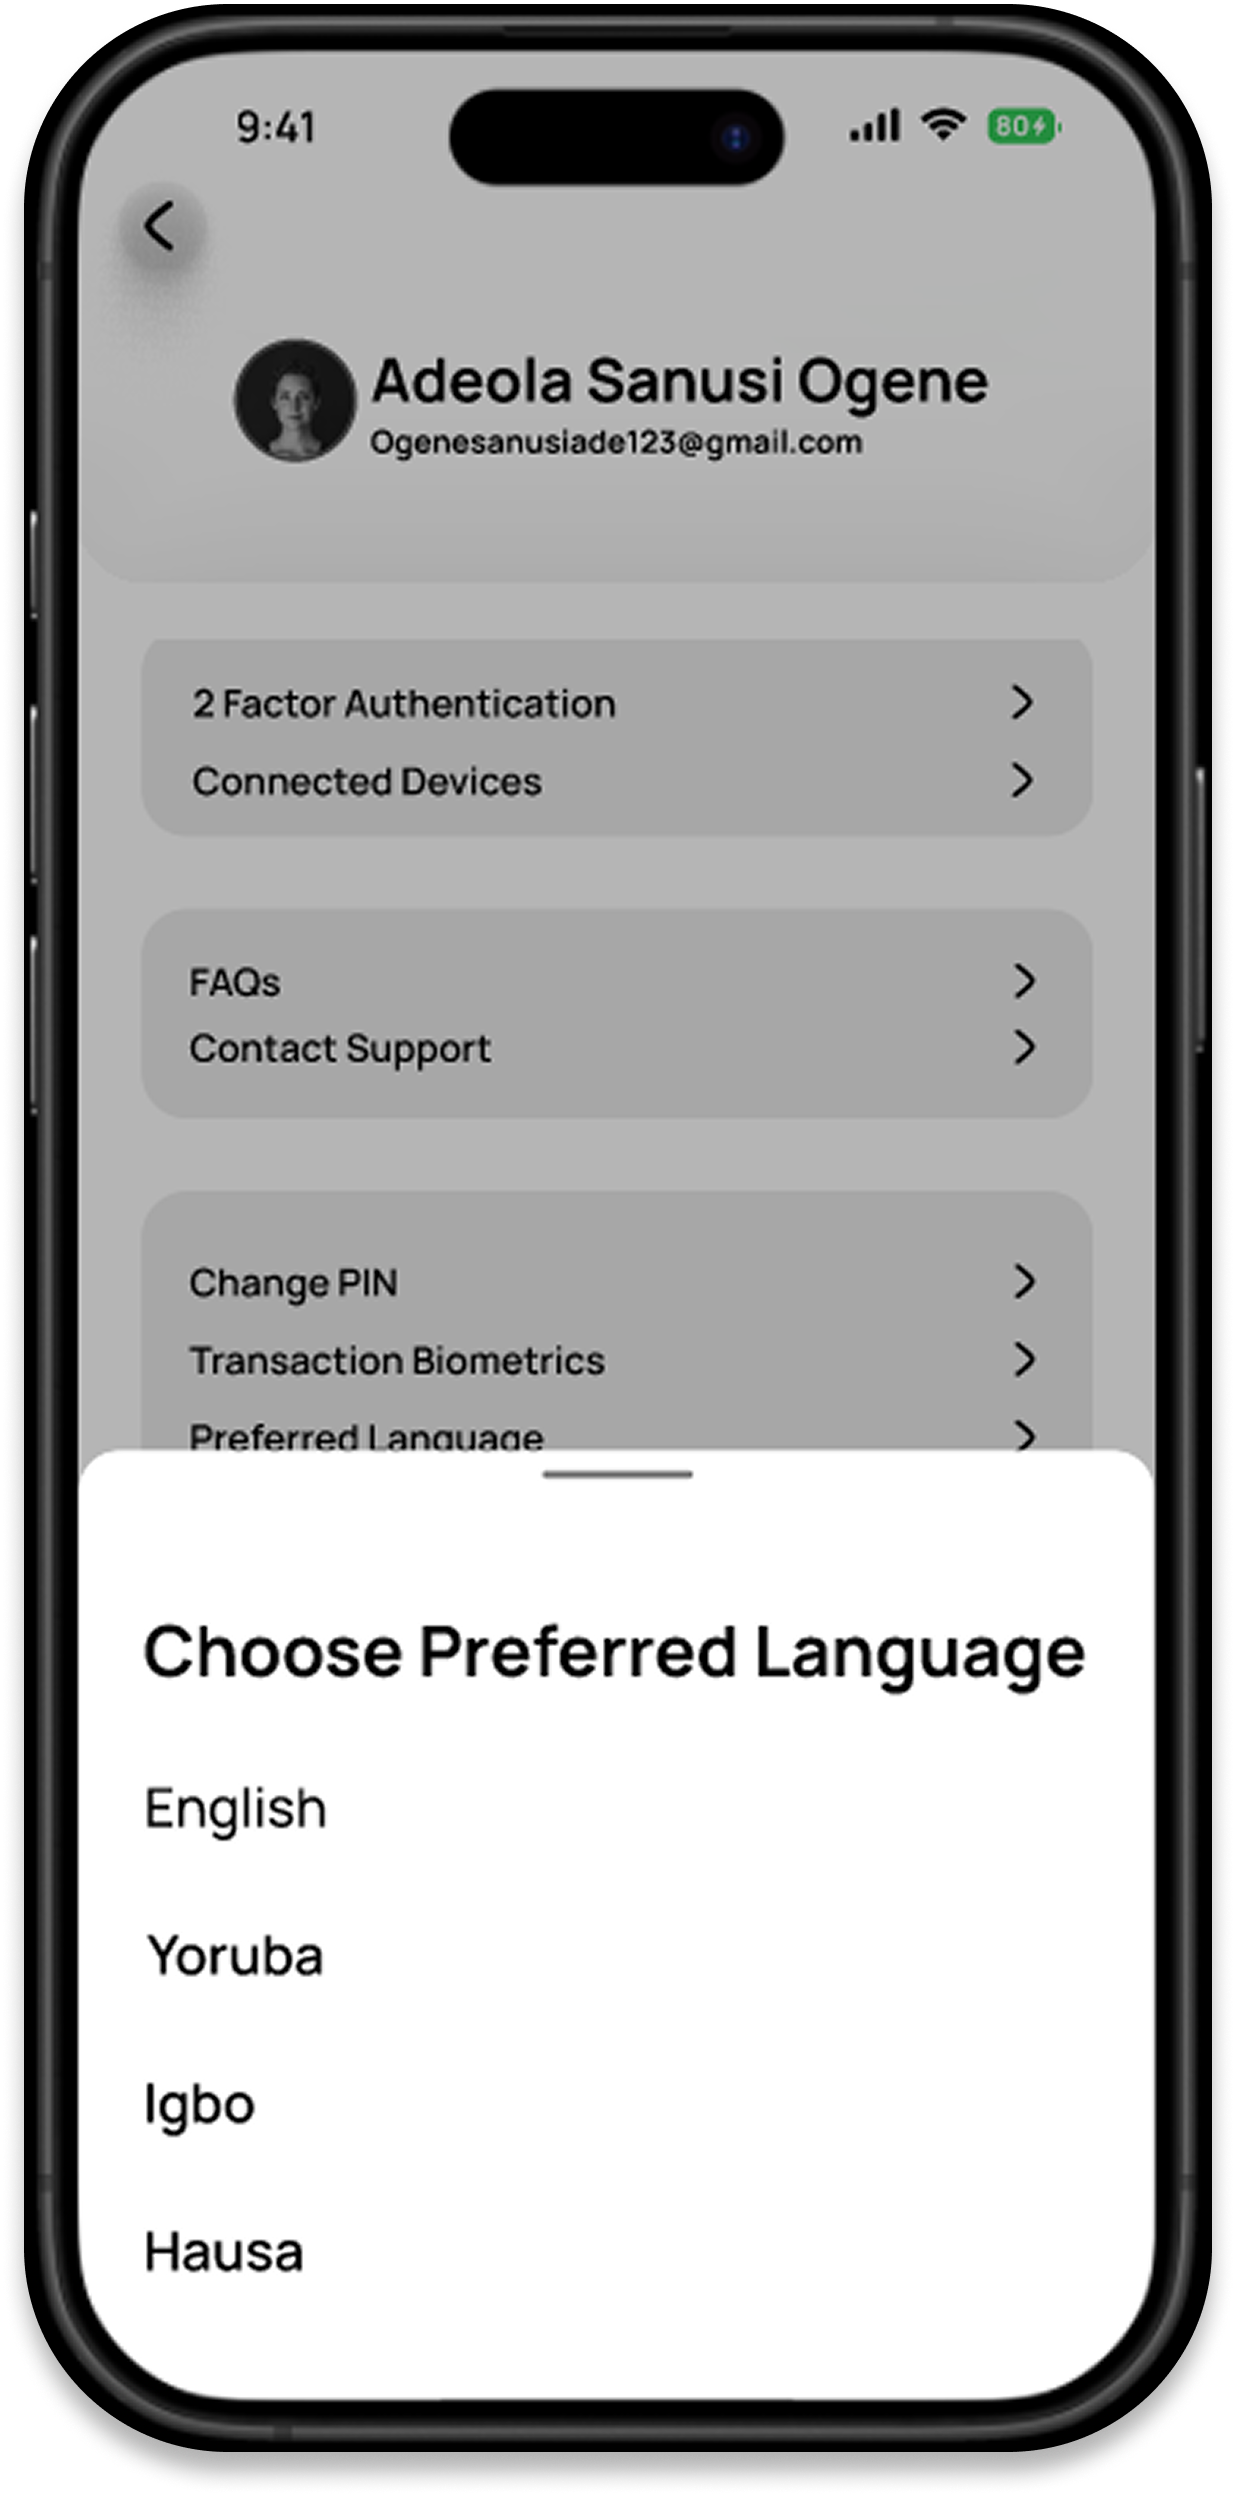 9:41
80
Adeola Sanusi Ogene
Ogenesanusiade123@gmail.com
2 Factor Authentication
Connected Devices
FAQs
Contact Support
Change PIN
Transaction Biometrics
Preferred Language
Choose Preferred Language
English
Yoruba
Igbo
Hausa